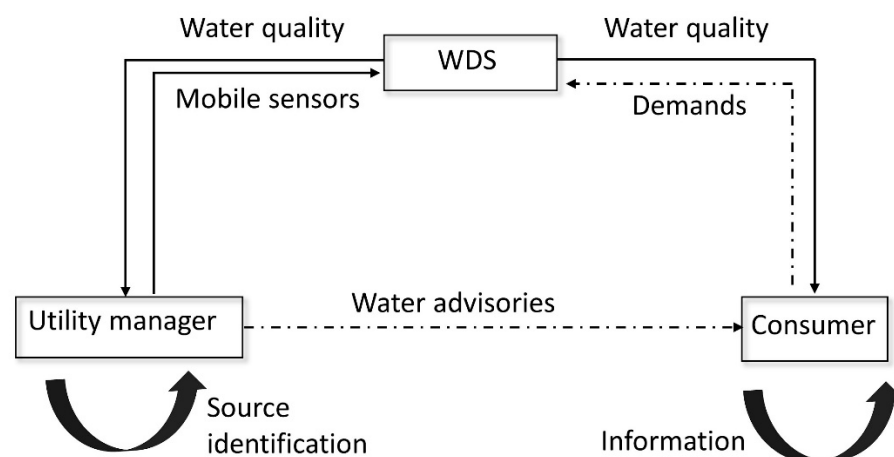 Water quality
WDS
Water quality
Mobile sensors
Demands
Utility manager
Water advisories
Consumer
Source
identification
Information